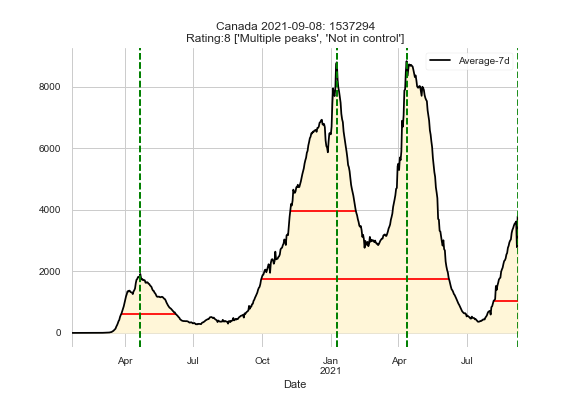 Canada 2021-09-08: 1537294
Rating:8 ['Multiple peaks', 'Not in control']
Average-7d
8000
6000
4000
2000
0
Apr Jul Oct Jan Apr Jul
2021
Date